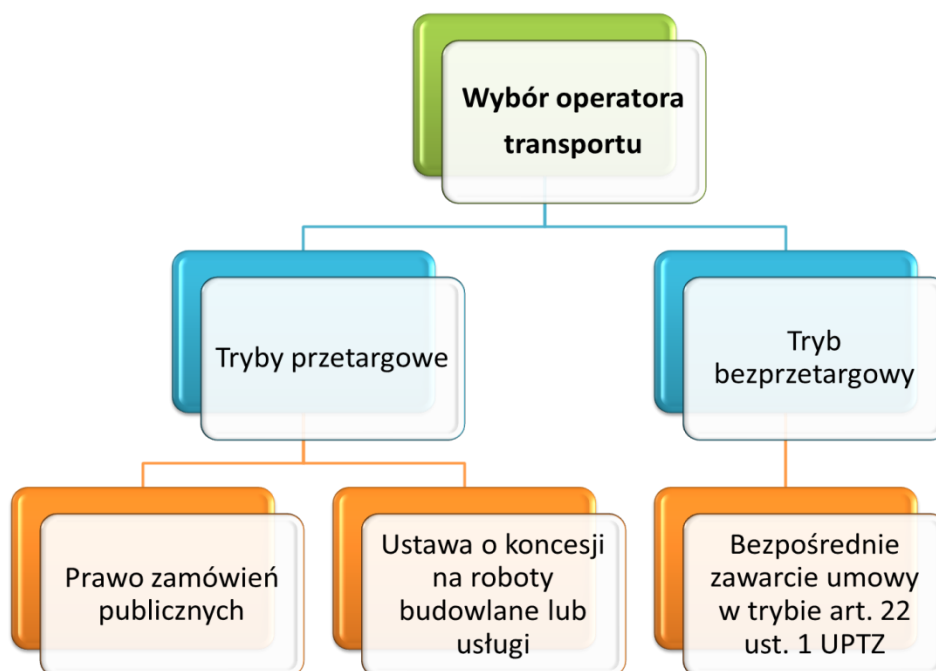 Wybór operatora
transportu
Tryby przetargowe
Tryb
bezprzetargowy
Prawo zamówień
publicznych
Ustawa o koncesji
na roboty
budowlane lub
usługi
Bezpośrednie
zawarcie umowy
w trybie art. 22
ust. 1 UPTZ